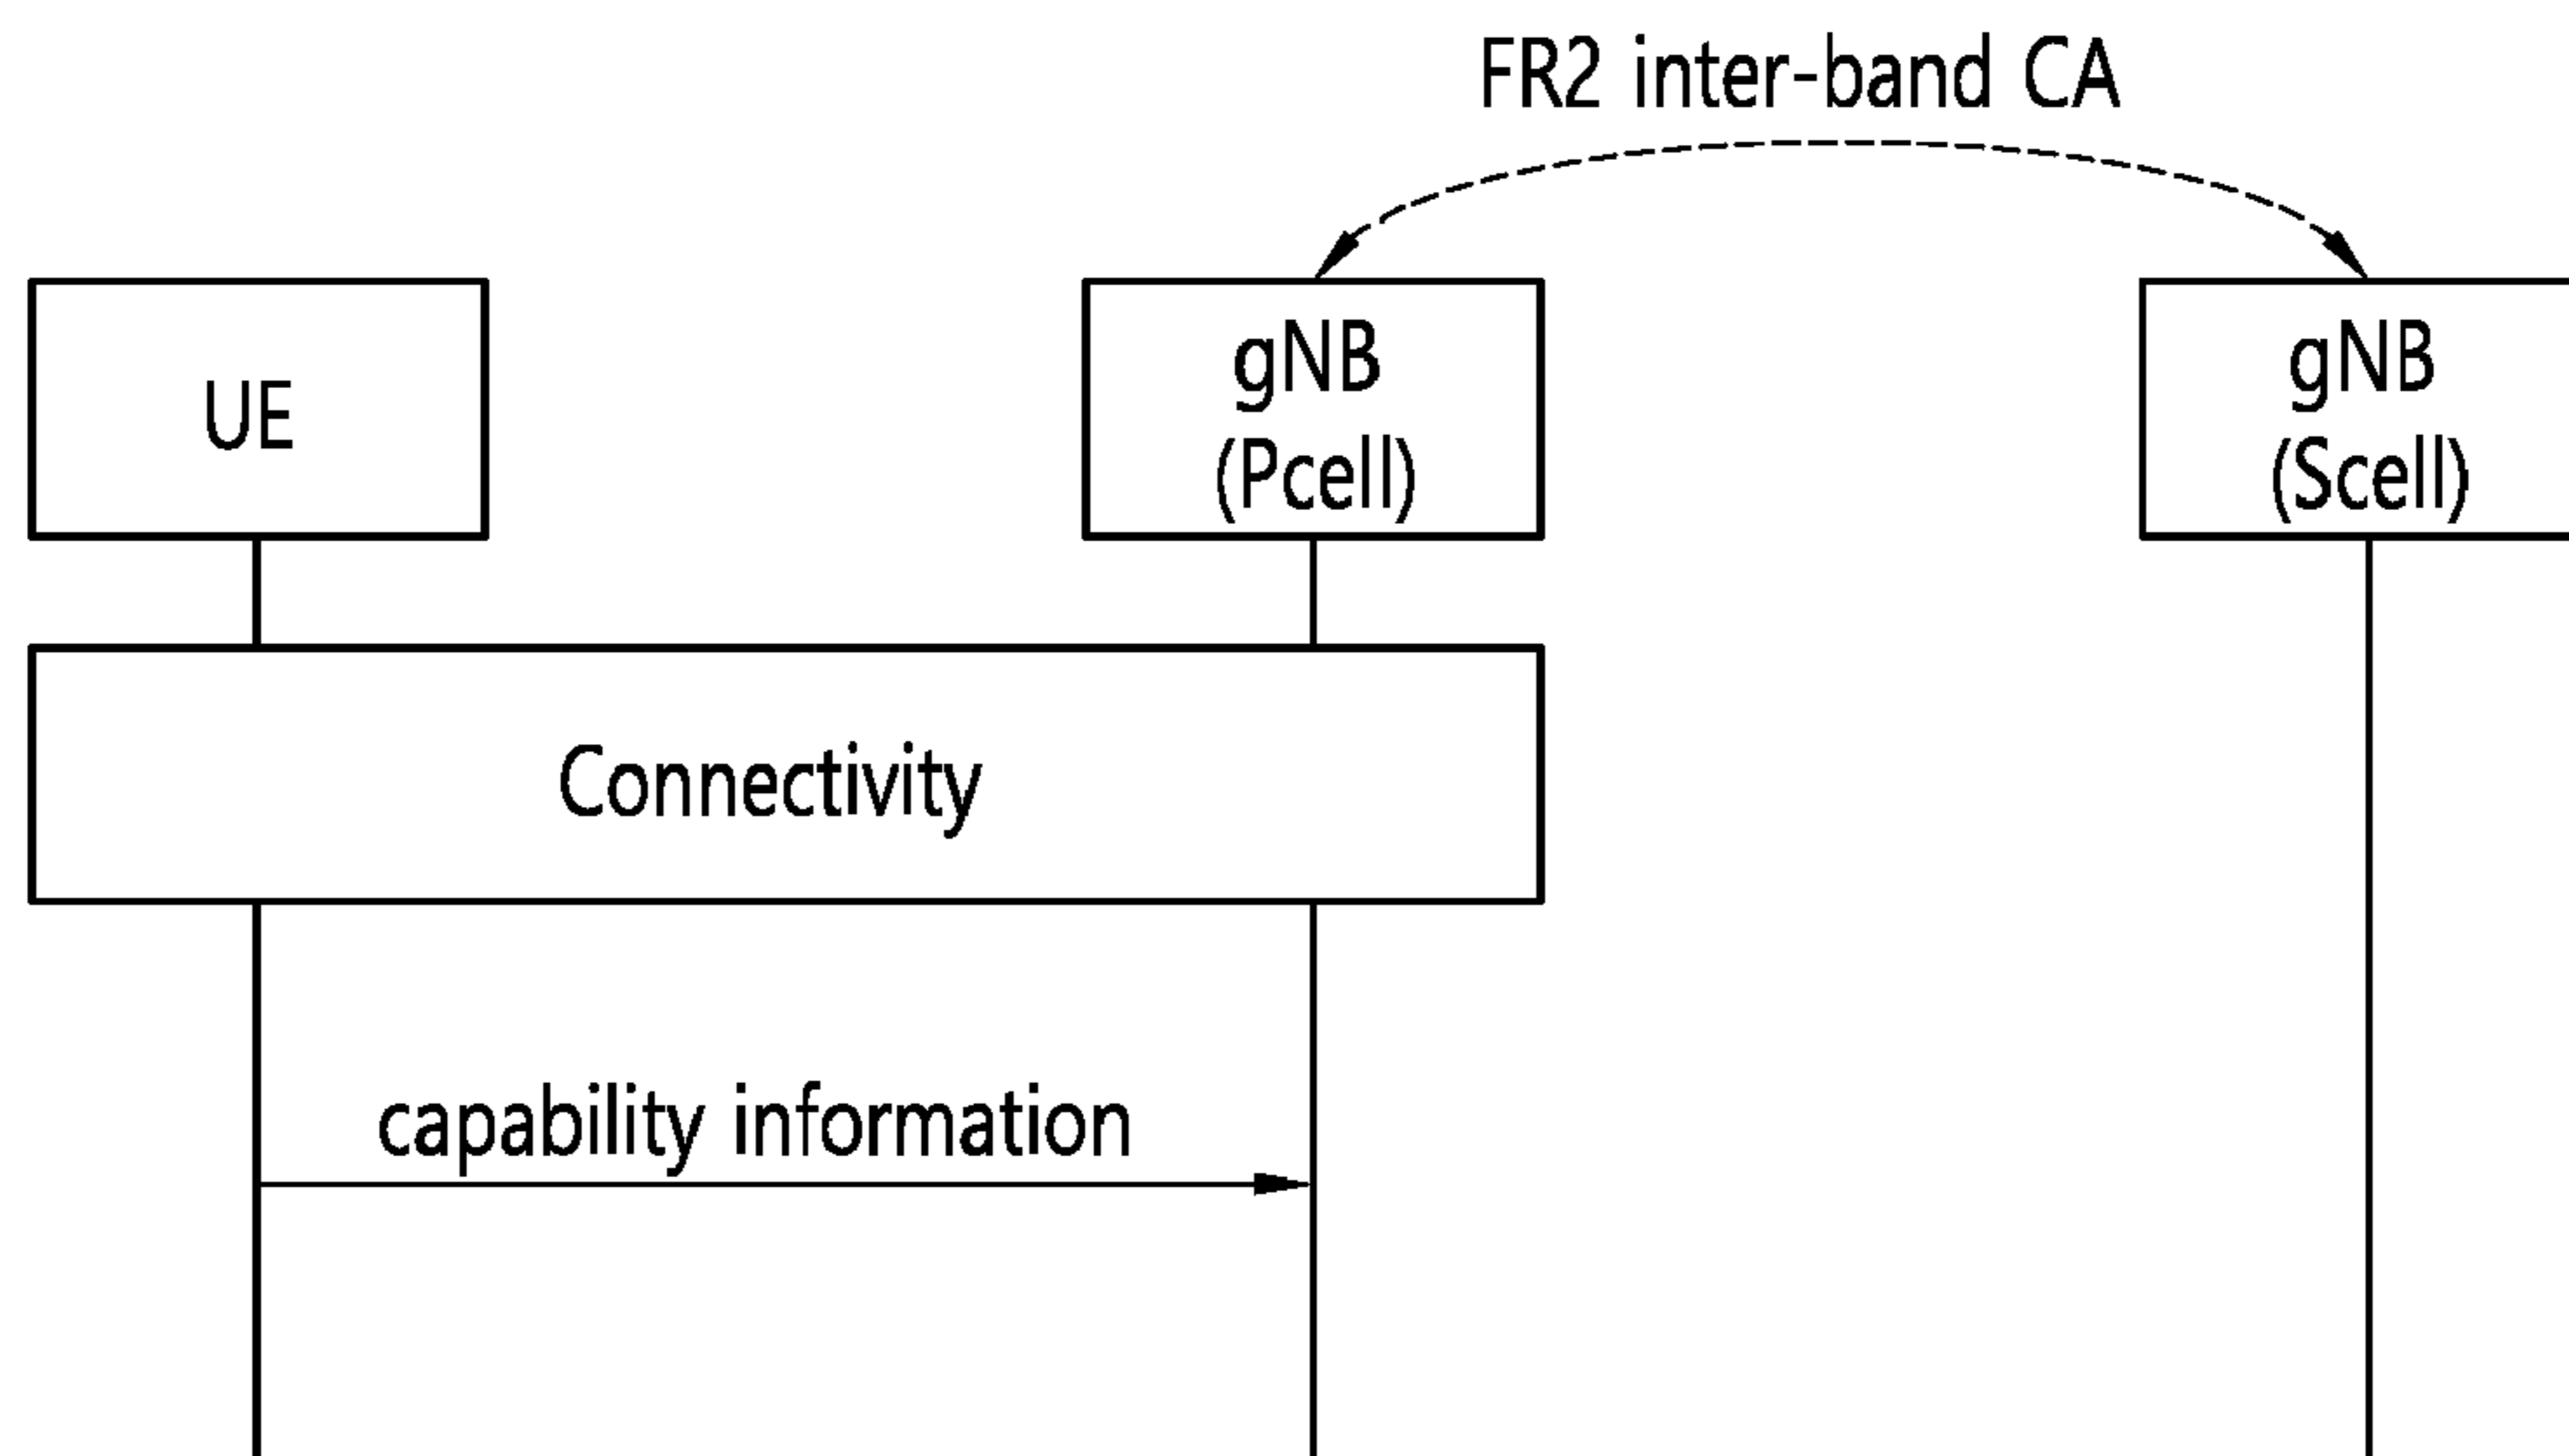 FR2 inter-band CA
UE
gNB
(Pcell)
gNB
(Scell)
Connectivity
capability information